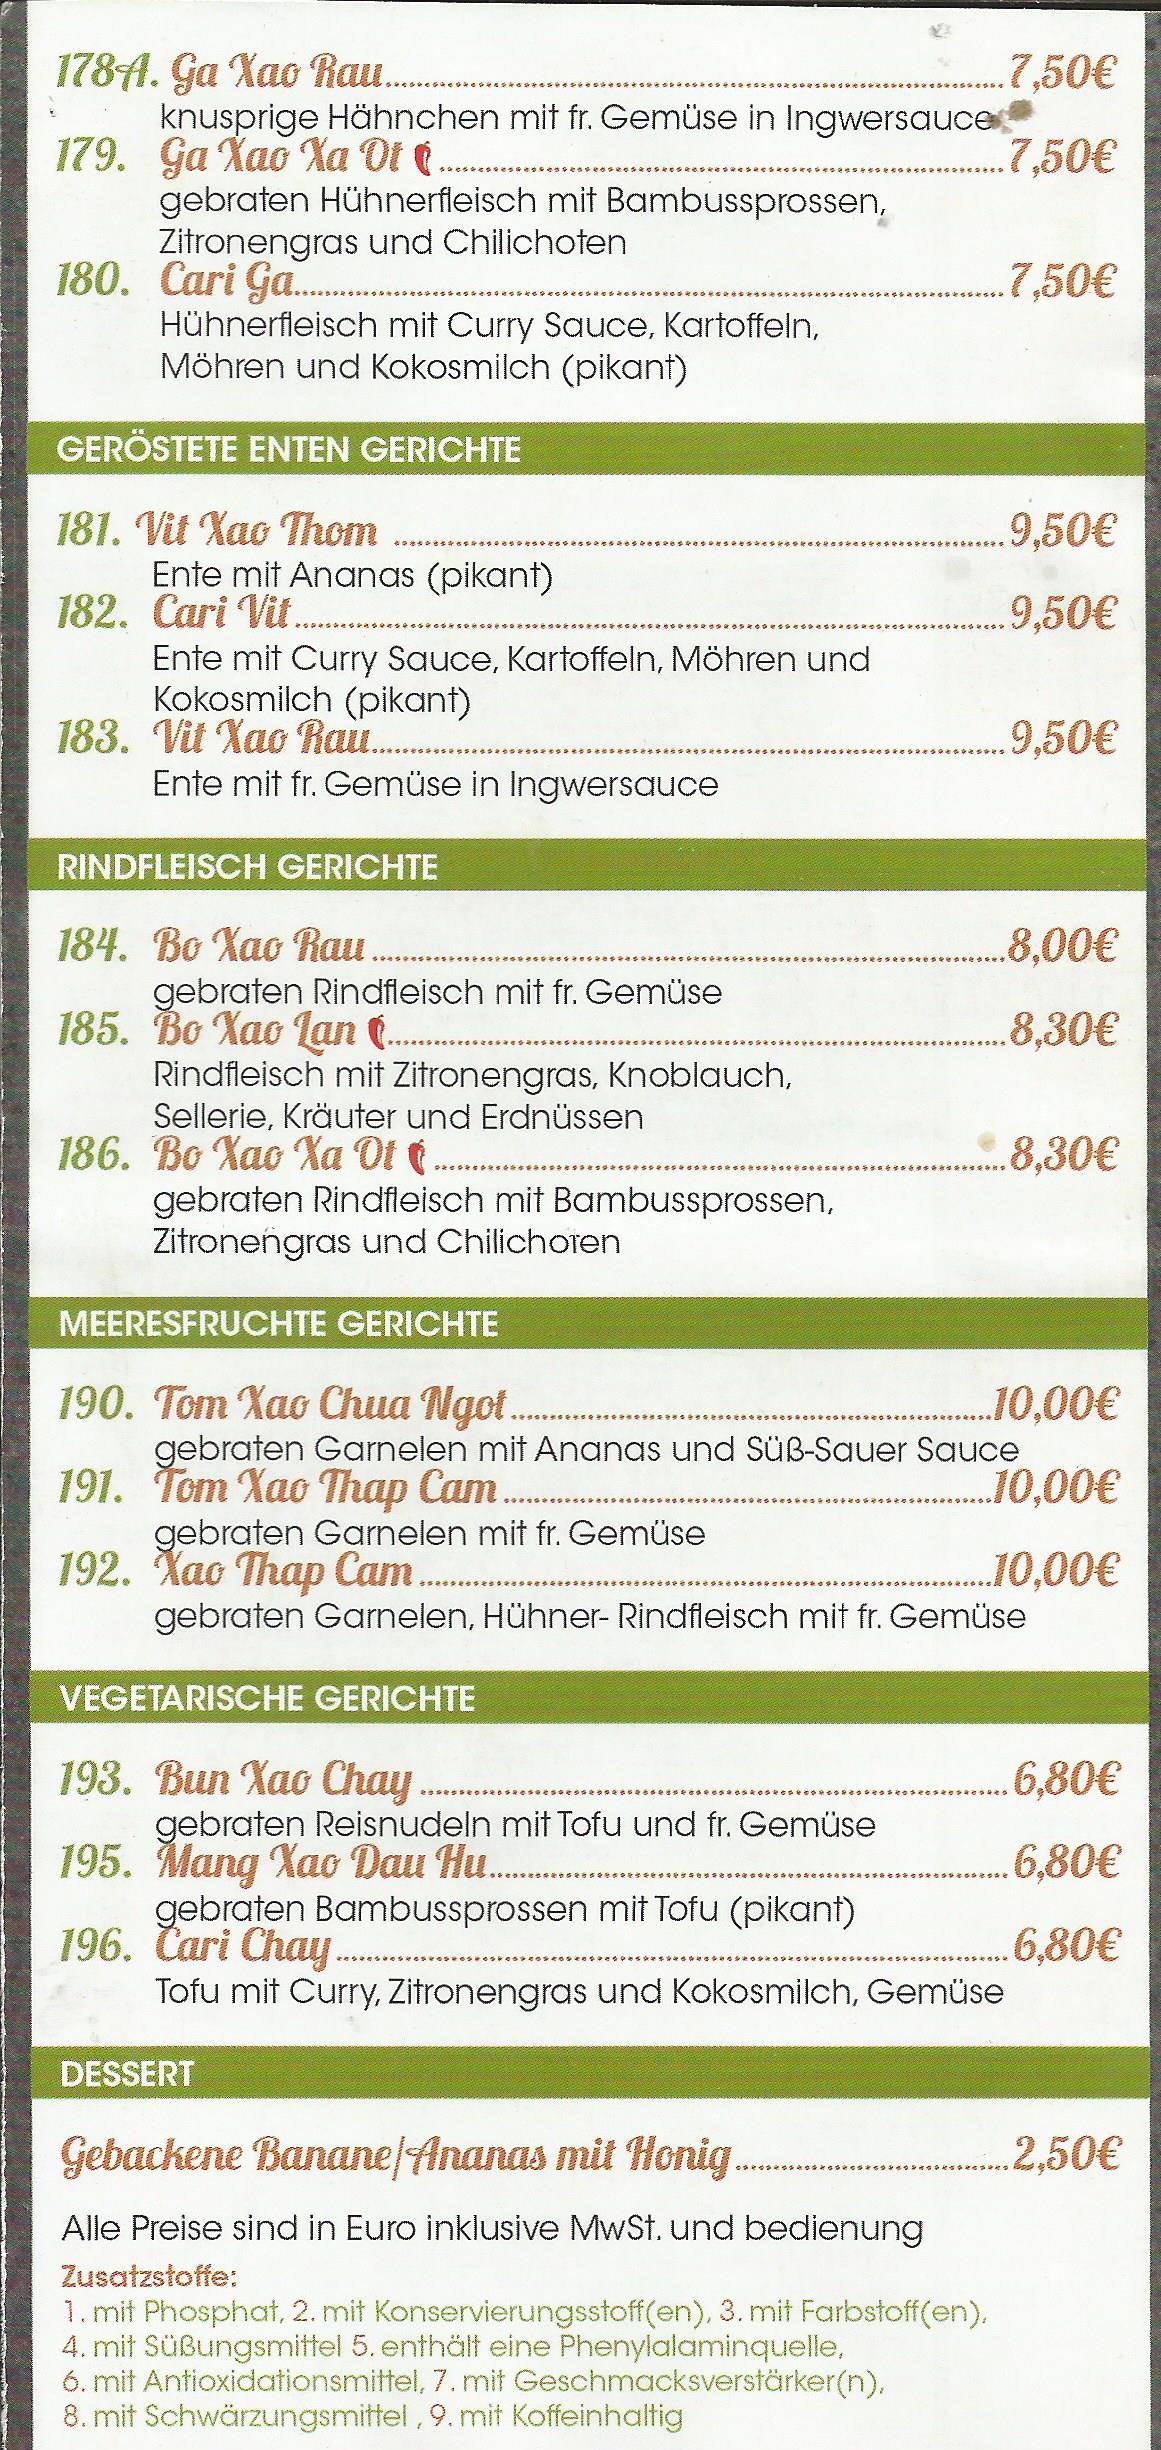 178A. Ga Xao Rau.....7,50€
knusprige Hähnchen mit fr. Gemüse in Ingwersauce
179. Ga Xao Xa Ot.....7,50€
gebraten Hühnerfleisch mit Bambussprossen,
Zitronengras und Chilichoten
180. Cari Ga.....7,50€
Hühnerfleisch mit Curry Sauce, Kartoffeln,
Möhren und Kokosmilch (pikant)
GERÖSTETE ENTEN GERICHTE
181. Vit Xao Thom.....9,50€
Ente mit Ananas (pikant)
182. Cari Vit.....9,50€
Ente mit Curry Sauce, Kartoffeln, Möhren und
Kokosmilch (pikant)
183. Vit Xao Rau.....9,50€
Ente mit fr. Gemüse in Ingwersauce
RINDFLEISCH GERICHTE
184. Bo Xao Rau.....8,00€
gebraten Rindfleisch mit fr. Gemüse
185. Bo Xao Lan.....8,30€
Rindfleisch mit Zitronengras, Knoblauch,
Sellerie, Kräuter und Erdnüssen
186. Bo Xao Xa Ot.....8,30€
gebraten Rindfleisch mit Bambussprossen,
Zitronengras und Chilichoten
MEERESFRUCHTE GERICHTE
190. Tom Xao Chua Ngot.....10,00€
gebraten Garnelen mit Ananas und Süß-Sauer Sauce
191. Tom Xao Thap Cam.....10,00€
gebraten Garnelen mit fr. Gemüse
192. Xao Thap Cam.....10,00€
gebraten Garnelen, Hühner- Rindfleisch mit fr. Gemüse
VEGETARISCHE GERICHTE
193. Bun Xao Chay.....6,80€
gebraten Reisnudeln mit Tofu und fr. Gemüse
195. Mang Xao Dau Hu.....6,80€
gebraten Bambussprossen mit Tofu (pikant)
196. Cari Chay.....6,80€
Tofu mit Curry, Zitronengras und Kokosmilch, Gemüse
DESSERT
Gebackene Banane/Ananas mit Honig.....2,50€
Alle Preise sind in Euro inklusive MwSt. und bedienung
Zusatzstoffe:
1. mit Phosphat, 2. mit Konservierungsstoff(en), 3. mit Farbstoff(en),
4. mit Süßungsmittel 5. enthält eine Phenylalaminquelle,
6. mit Antioxidationsmittel, 7. mit Geschmacksverstärker(n),
8. mit Schwärzungsmittel , 9. mit Koffeinhaltig